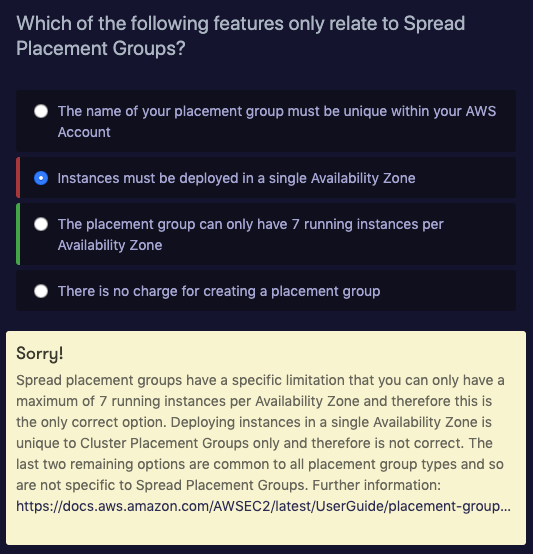 Which of the following features only relate to Spread
Placement Groups?
The name of your placement group must be unique within your AWS
Account
Instances must be deployed in a single Availability Zone
The placement group can only have 7 running instances per
Availability Zone
There is no charge for creating a placement group
Sorry!
Spread placement groups have a specific limitation that you can only have a
maximum of 7 running instances per Availability Zone and therefore this is
the only correct option. Deploying instances in a single Availability Zone is
unique to Cluster Placement Groups only and therefore is not correct. The
last two remaining options are common to all placement group types and so
are not specific to Spread Placement Groups. Further information:
https://docs.aws.amazon.com/AWSEC2/latest/UserGuide/placement-group...